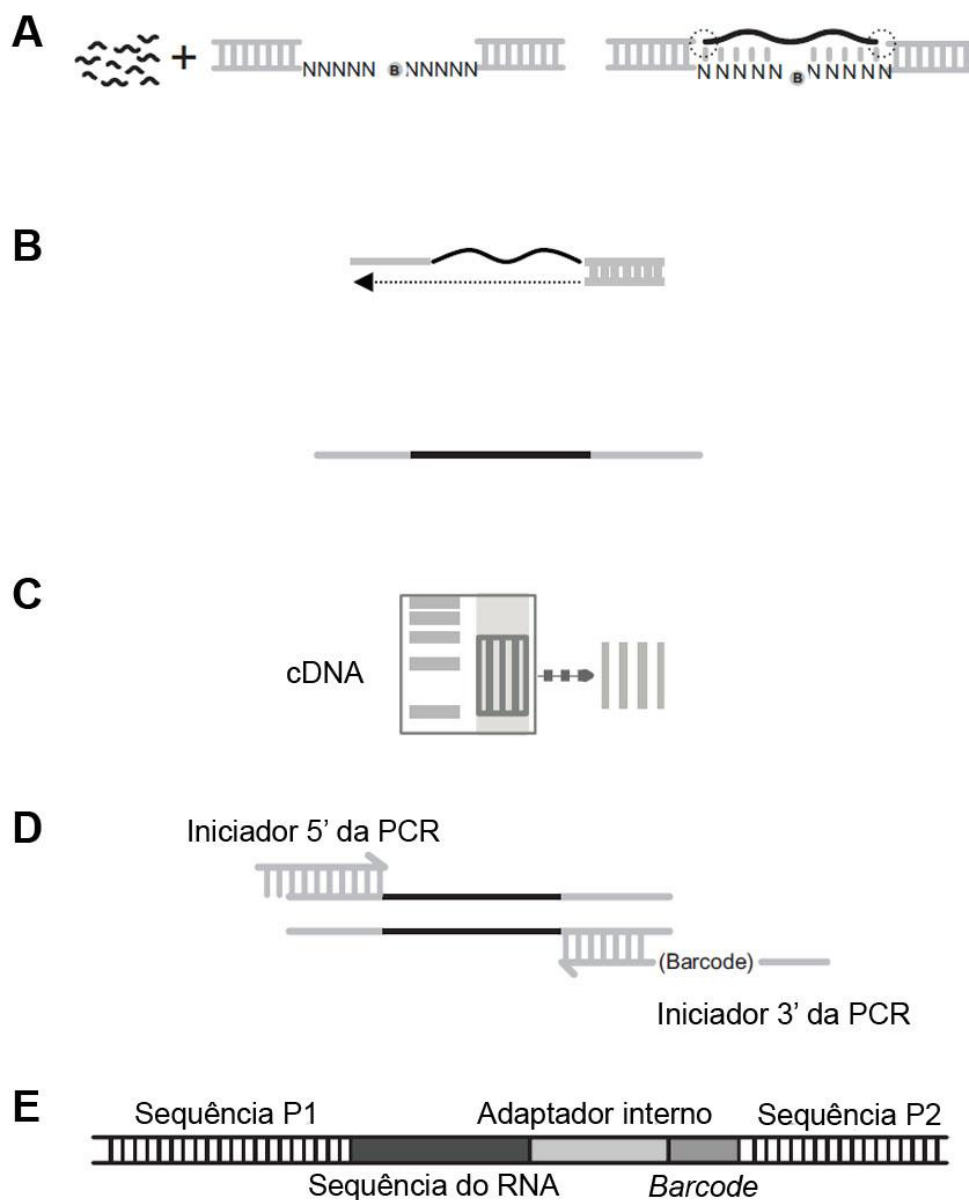 A
+
NNNNN B NNNNN
NNNNN B NNNNN
B
C
cDNA
D
Iniciador 5’ da PCR
(Barcode)
Iniciador 3’ da PCR
E
Sequência P1 Adaptador interno Sequência P2
Sequência do RNA Barcode